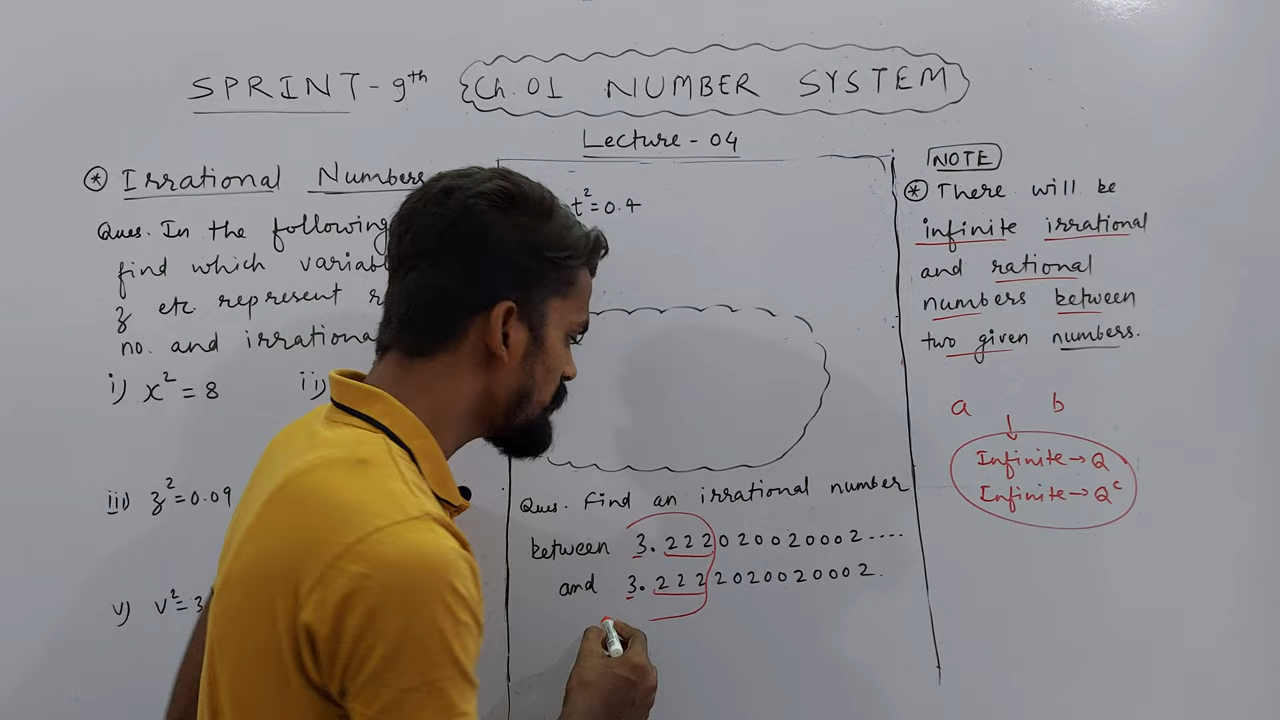 SPRINT - 9th
Ch. 01 NUMBER SYSTEM
Lecture - 04
* Irrational Numbers
Ques. In the following
find which
z etc represent
no. and
i) x² = 8
ii)
iii) z² = 0.09
v) v² = 3
t² = 0.4
Ques. Find an irrational number
between 3.22202002000 2....
and 3.2222020020002.
NOTE
* There will be
infinite irrational
and rational
numbers between
two given numbers.
a b
Infinite → Q
Infinite → Qᶜ